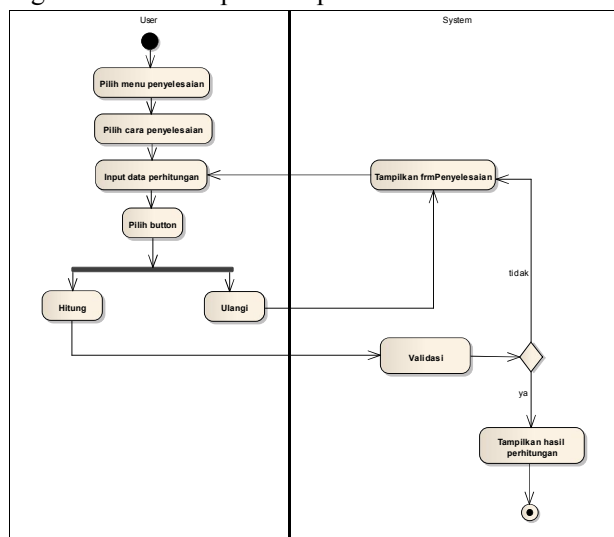 User
System
Pilih menu penyelesaian
Pilih cara penyelesaian
Input data perhitungan
Tampilkan frmPenyelesaian
Pilih button
tidak
Hitung
Ulangi
Validasi
ya
Tampilkan hasil
perhitungan